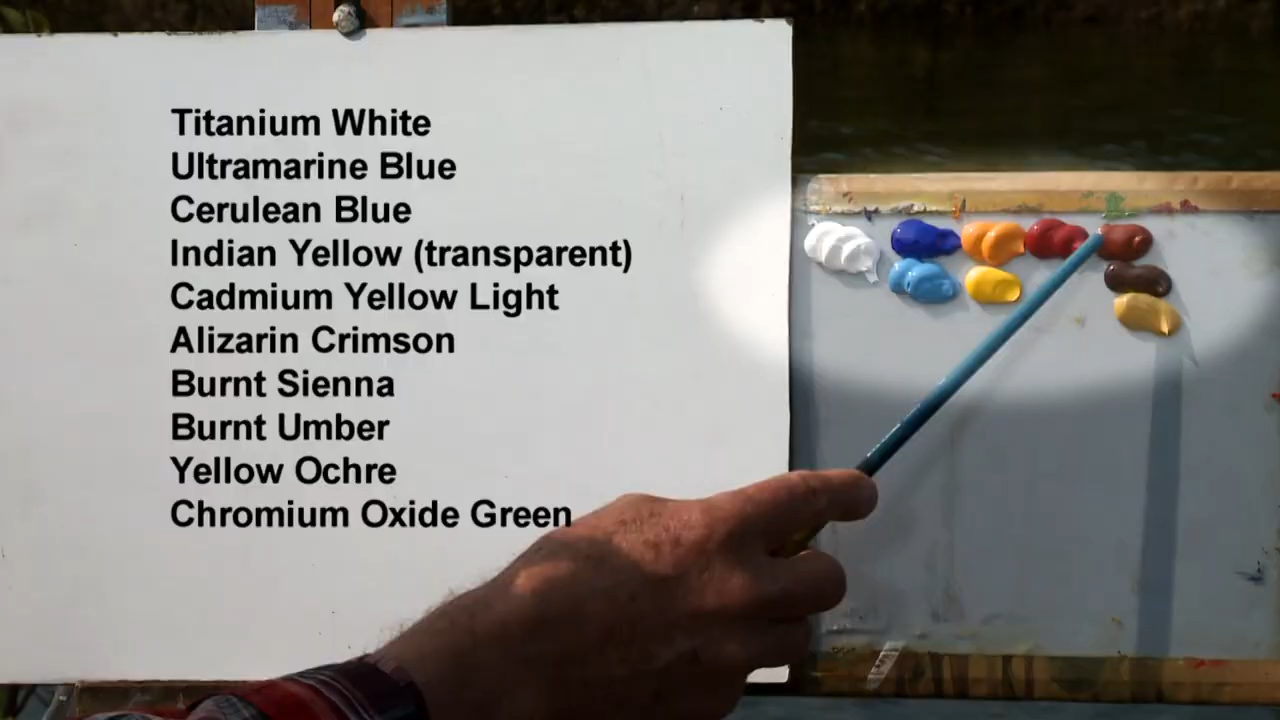 Titanium White
Ultramarine Blue
Cerulean Blue
Indian Yellow (transparent)
Cadmium Yellow Light
Alizarin Crimson
Burnt Sienna
Burnt Umber
Yellow Ochre
Chromium Oxide Green